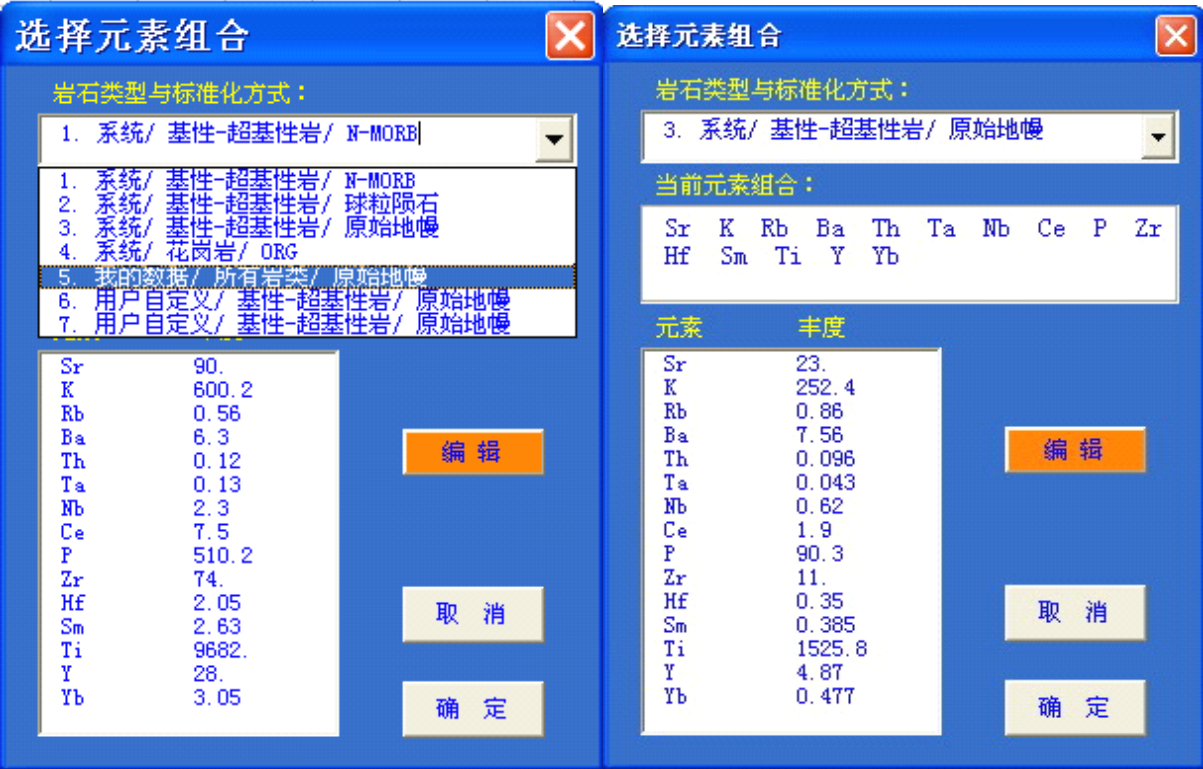 选择元素组合
岩石类型与标准化方式：
1. 系统/ 基性-超基性岩/ N-MORB
1. 系统/ 基性-超基性岩/ N-MORB
2. 系统/ 基性-超基性岩/ 球粒陨石
3. 系统/ 基性-超基性岩/ 原始地幔
4. 系统/ 花岗岩/ ORG
5. 我的数据/ 所有岩类/ 原始地幔
6. 用户自定义/ 基性-超基性岩/ 原始地幔
7. 用户自定义/ 基性-超基性岩/ 原始地幔
Sr 90.
K 600.2
Rb 0.56
Ba 6.3
Th 0.12
Ta 0.13
Nb 2.3
Ce 7.5
P 510.2
Zr 74.
Hf 2.05
Sm 2.63
Ti 9682.
Y 28.
Yb 3.05
编 辑
取 消
确 定
选择元素组合
岩石类型与标准化方式：
3. 系统/ 基性-超基性岩/ 原始地幔
当前元素组合：
Sr K Rb Ba Th Ta Nb Ce P Zr
Hf Sm Ti Y Yb
元素 丰度
Sr 23.
K 252.4
Rb 0.86
Ba 7.56
Th 0.096
Ta 0.043
Nb 0.62
Ce 1.9
P 90.3
Zr 11.
Hf 0.35
Sm 0.385
Ti 1525.8
Y 4.87
Yb 0.477
编 辑
取 消
确 定